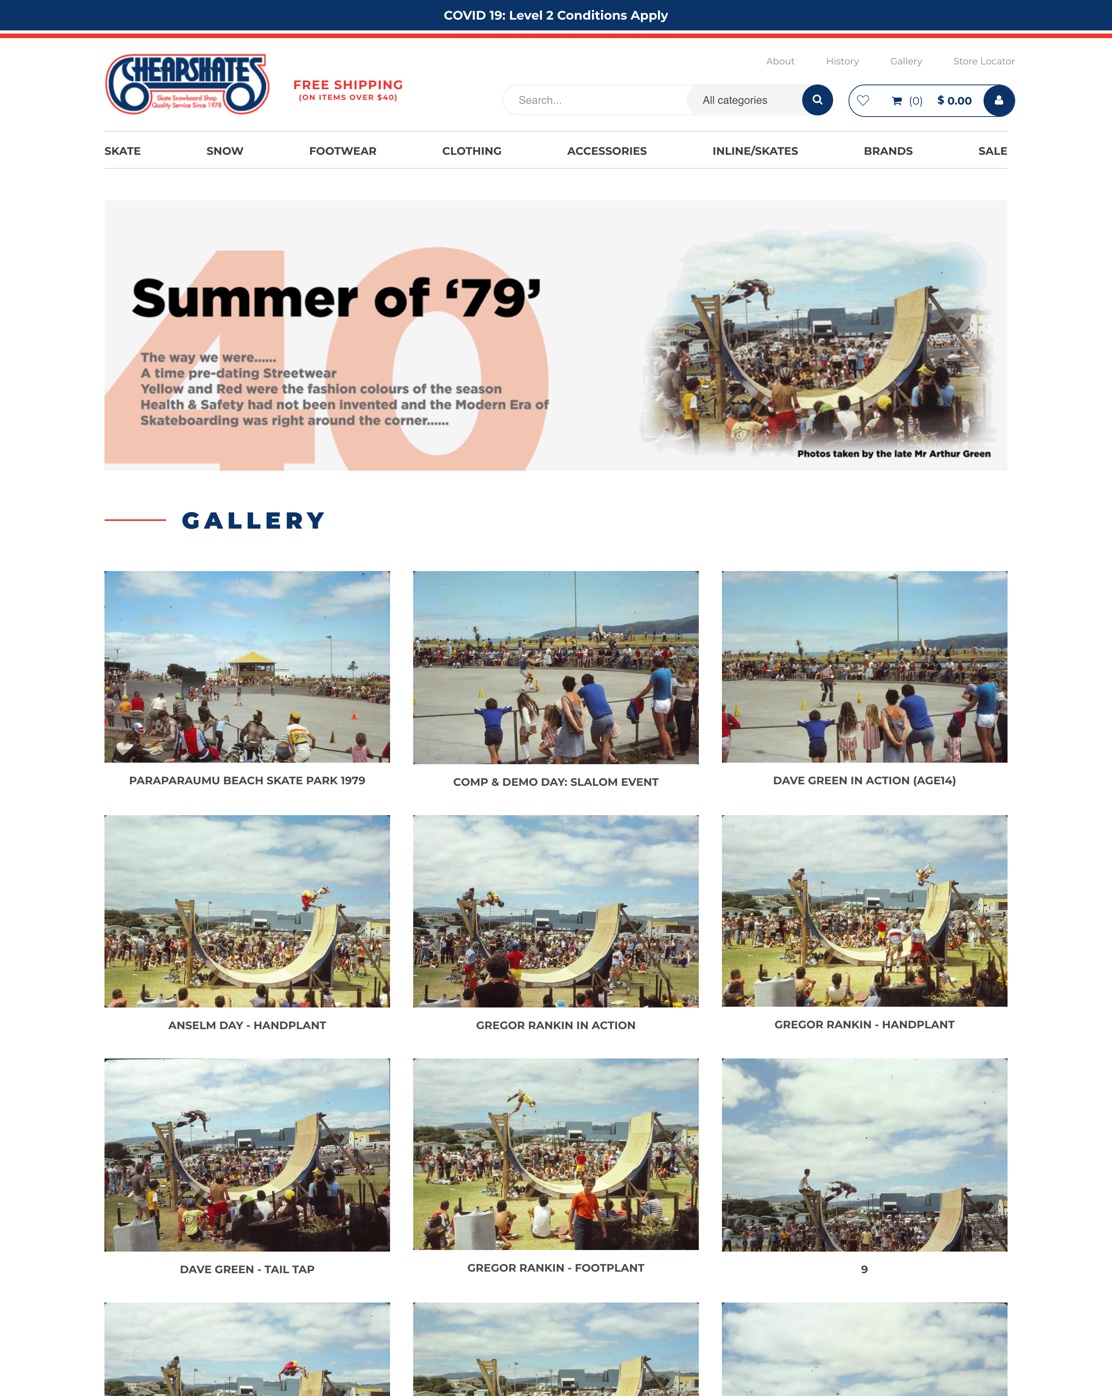 COVID 19: Level 2 Conditions Apply
CHEAPSKATES
Skate Snowboard Shop
Quality Service Since 1978
FREE SHIPPING
(ON ITEMS OVER $40)
About
History
Gallery
Store Locator
Search...
All categories
(0)
$ 0.00
SKATE
SNOW
FOOTWEAR
CLOTHING
ACCESSORIES
INLINE/SKATES
BRANDS
SALE
40
Summer of ‘79’
The way we were......
A time pre-dating Streetwear
Yellow and Red were the fashion colours of the season
Health & Safety had not been invented and the Modern Era of
Skateboarding was right around the corner......
Photos taken by the late Mr Arthur Green
GALLERY
PARAPARAUMU BEACH SKATE PARK 1979
COMP & DEMO DAY: SLALOM EVENT
DAVE GREEN IN ACTION (AGE14)
ANSELM DAY - HANDPLANT
GREGOR RANKIN IN ACTION
GREGOR RANKIN - HANDPLANT
DAVE GREEN - TAIL TAP
GREGOR RANKIN - FOOTPLANT
9